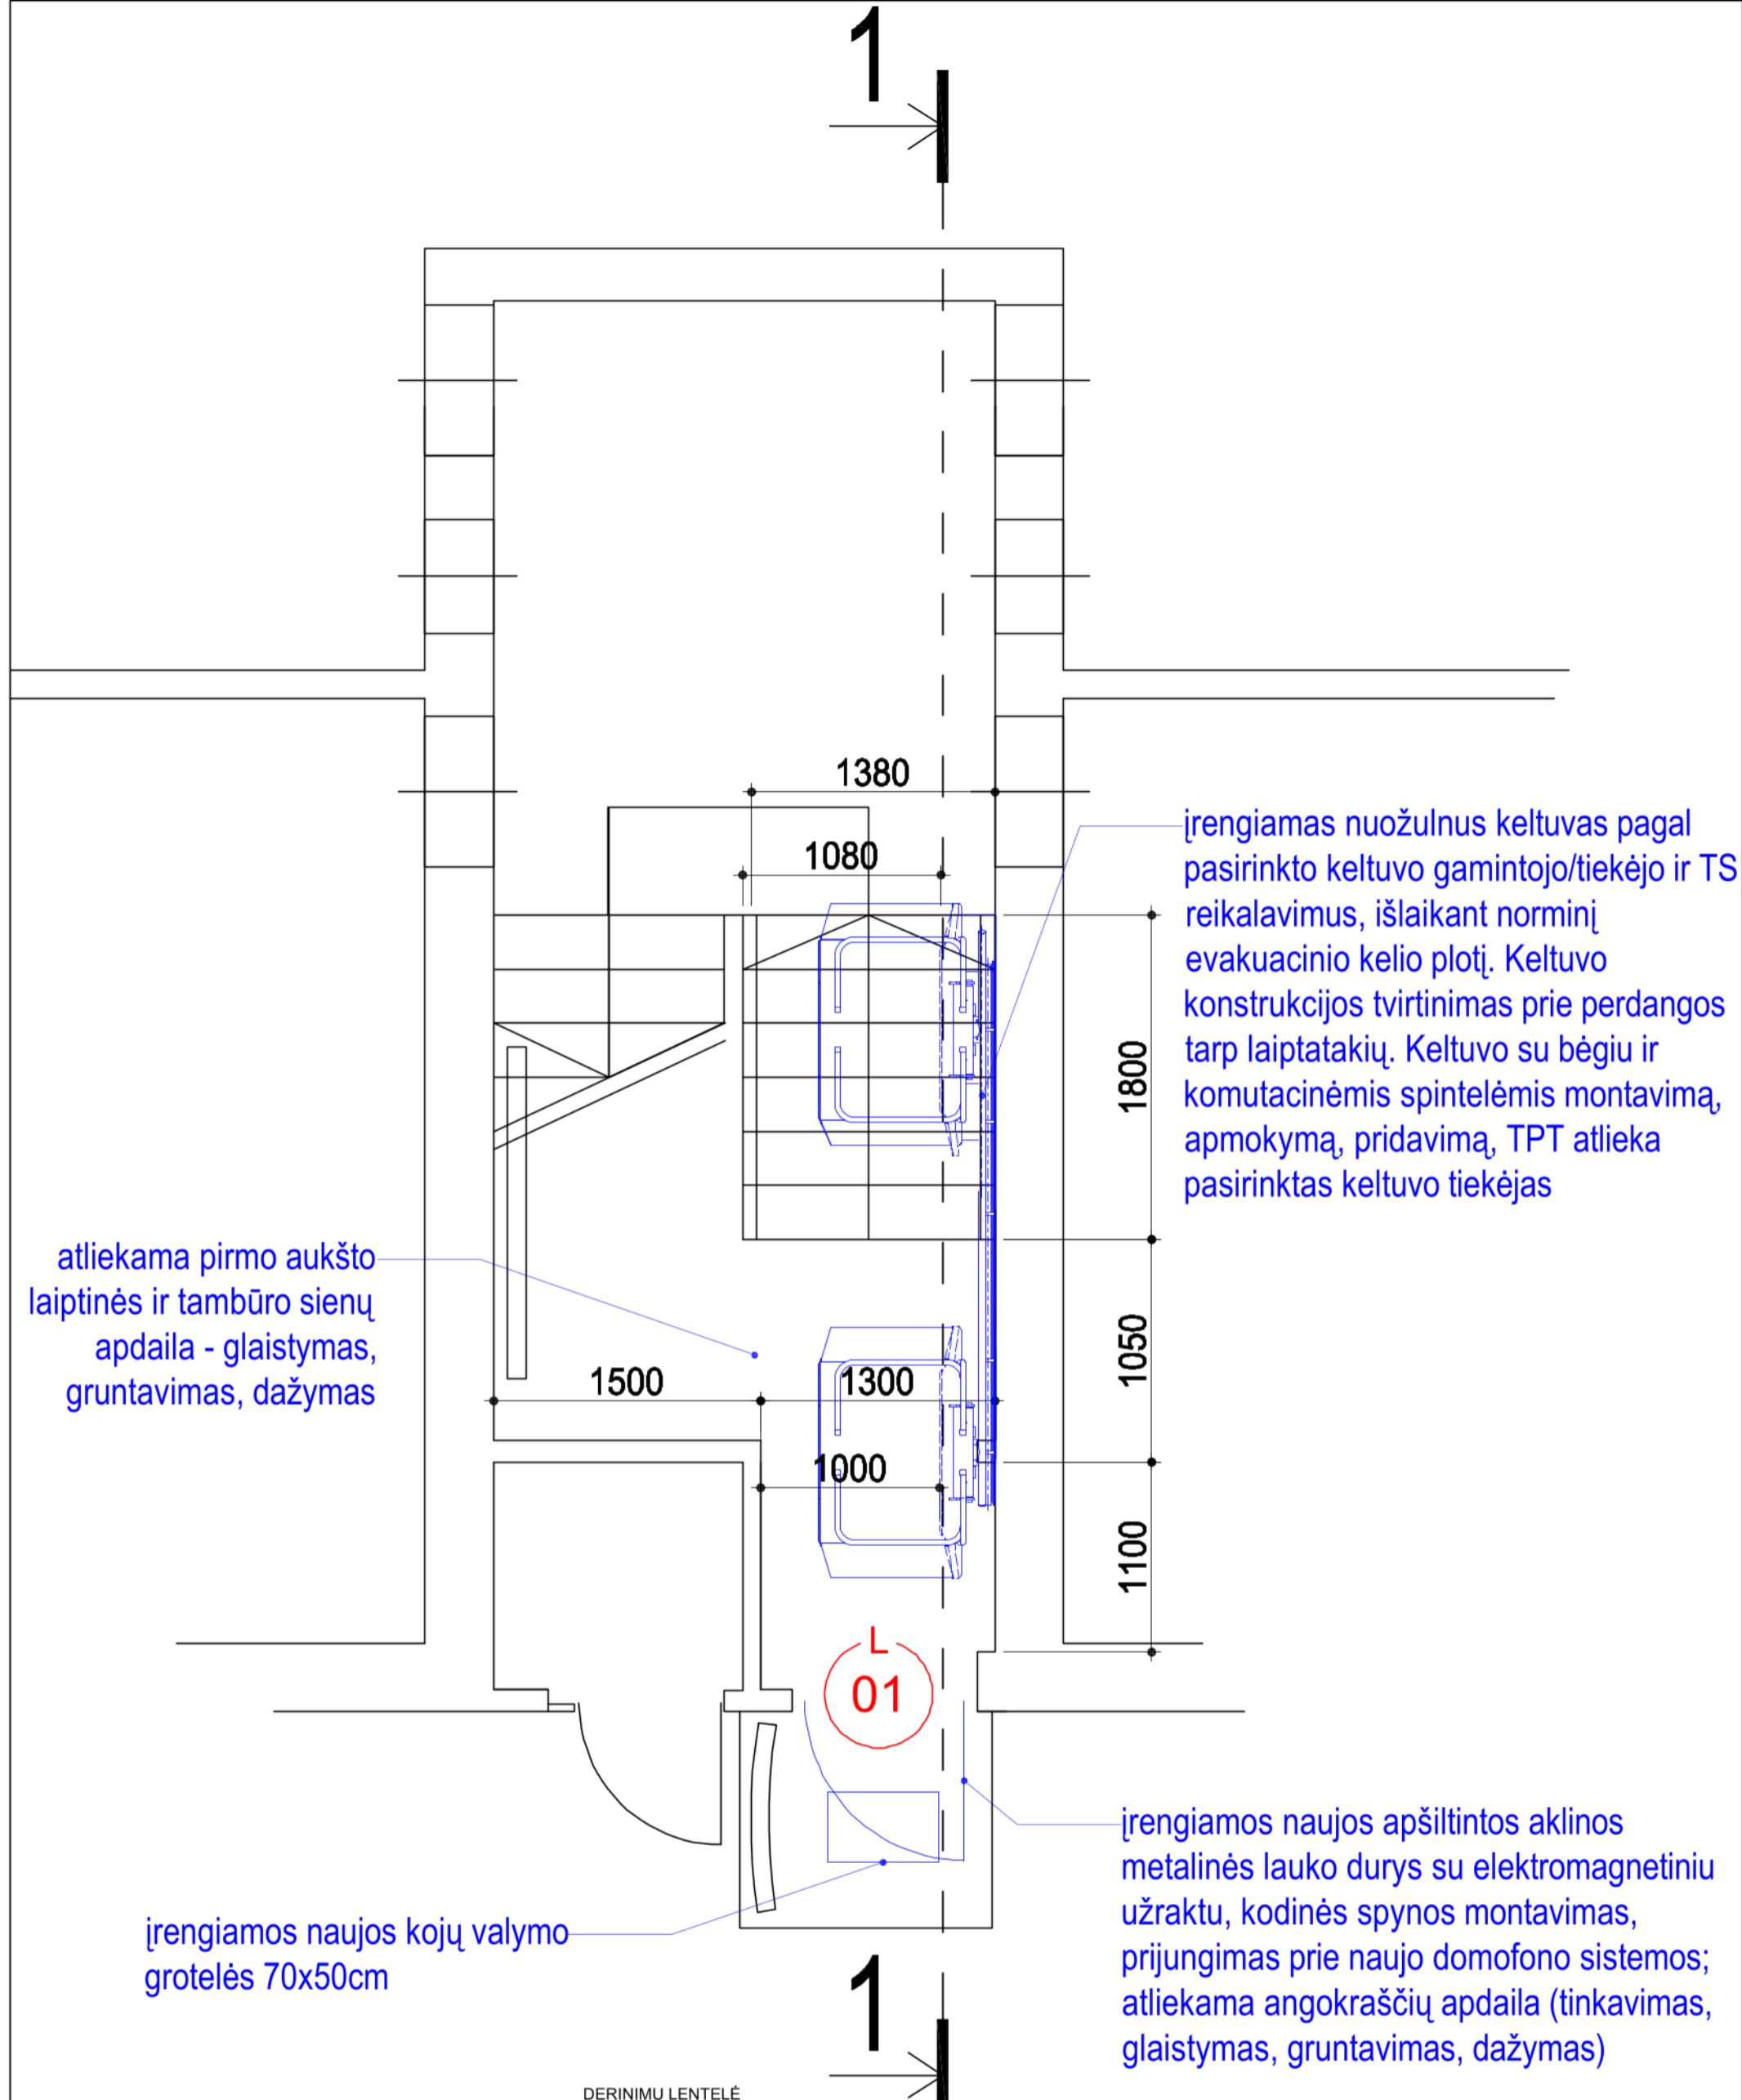 1
1380
1080
įrengiamas nuožulnus keltuvas pagal
pasirinkto keltuvo gamintojo/tiekėjo ir TS
reikalavimus, išlaikant norminį
evakuacinio kelio plotį. Keltuvo
konstrukcijos tvirtinimas prie perdangos
tarp laiptatakių. Keltuvo su bėgiu ir
komutacinėmis spintelėmis montavimą,
apmokymą, pridavimą, TPT atlieka
pasirinktas keltuvo tiekėjas
1800
atliekama pirmo aukšto
laiptinės ir tambūro sienų
apdaila - glaistymas,
gruntavimas, dažymas
1050
1500
1300
1000
1100
L
01
įrengiamos naujos apšiltintos aklinos
metalinės lauko durys su elektromagnetiniu
užraktu, kodinės spynos montavimas,
prijungimas prie naujo domofono sistemos;
atliekama angokraščių apdaila (tinkavimas,
glaistymas, gruntavimas, dažymas)
įrengiamos naujos kojų valymo
grotelės 70x50cm
1
DERINIMŲ LENTELĖ